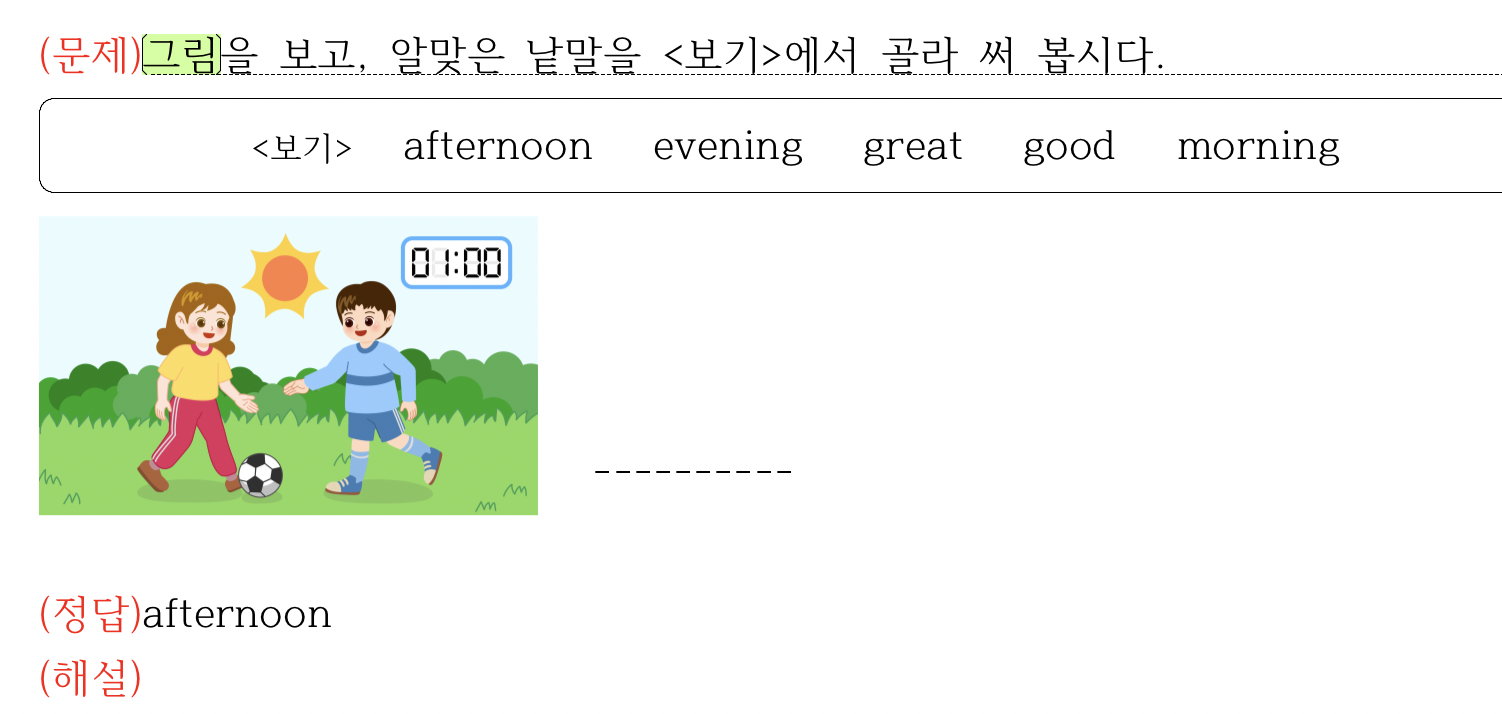 (문제)그림을 보고, 알맞은 낱말을 <보기>에서 골라 써 봅시다.
<보기> afternoon evening great good morning
01:00
(정답)afternoon
(해설)